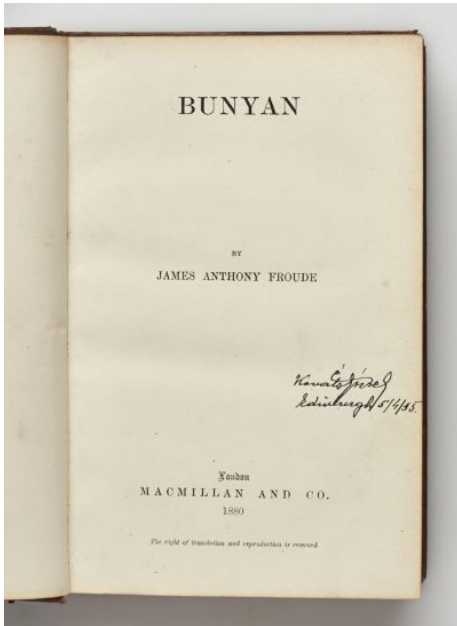 BUNYAN
BY
JAMES ANTHONY FROUDE
Edinburgh 5/4/35.
London
MACMILLAN AND CO.
1880
The right of translation and reproduction is reserved